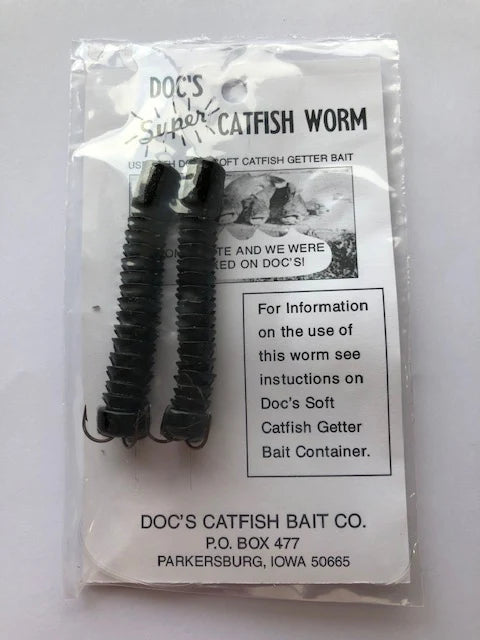 DOC'S
Super CATFISH WORM
SOFT CATFISH GETTER BAIT
AND WE WERE
ON DOC'S!
For Information
on the use of
this worm see
instuctions on
Doc's Soft
Catfish Getter
Bait Container.
DOC'S CATFISH BAIT CO.
P.O. BOX 477
PARKERSBURG, IOWA 50665